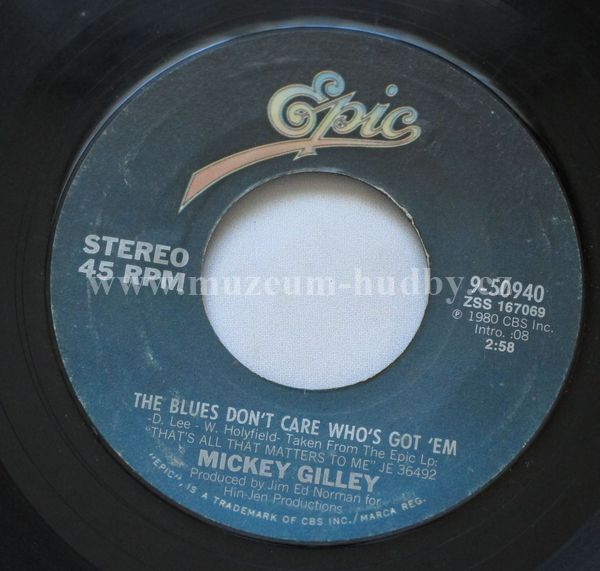 Epic
STEREO
45 RPM
9-50940
ZSS 167069
℗ 1980 CBS Inc.
Intro. :08
2:58
www.muzeum-hudby.cz
THE BLUES DON'T CARE WHO'S GOT 'EM
-D. Lee - W. Holyfield- Taken From The Epic Lp:
"THAT'S ALL THAT MATTERS TO ME" JE 36492
MICKEY GILLEY
Produced by Jim Ed Norman for
Hin-Jen Productions
"EPIC" IS A TRADEMARK OF CBS INC./MARCA REG.